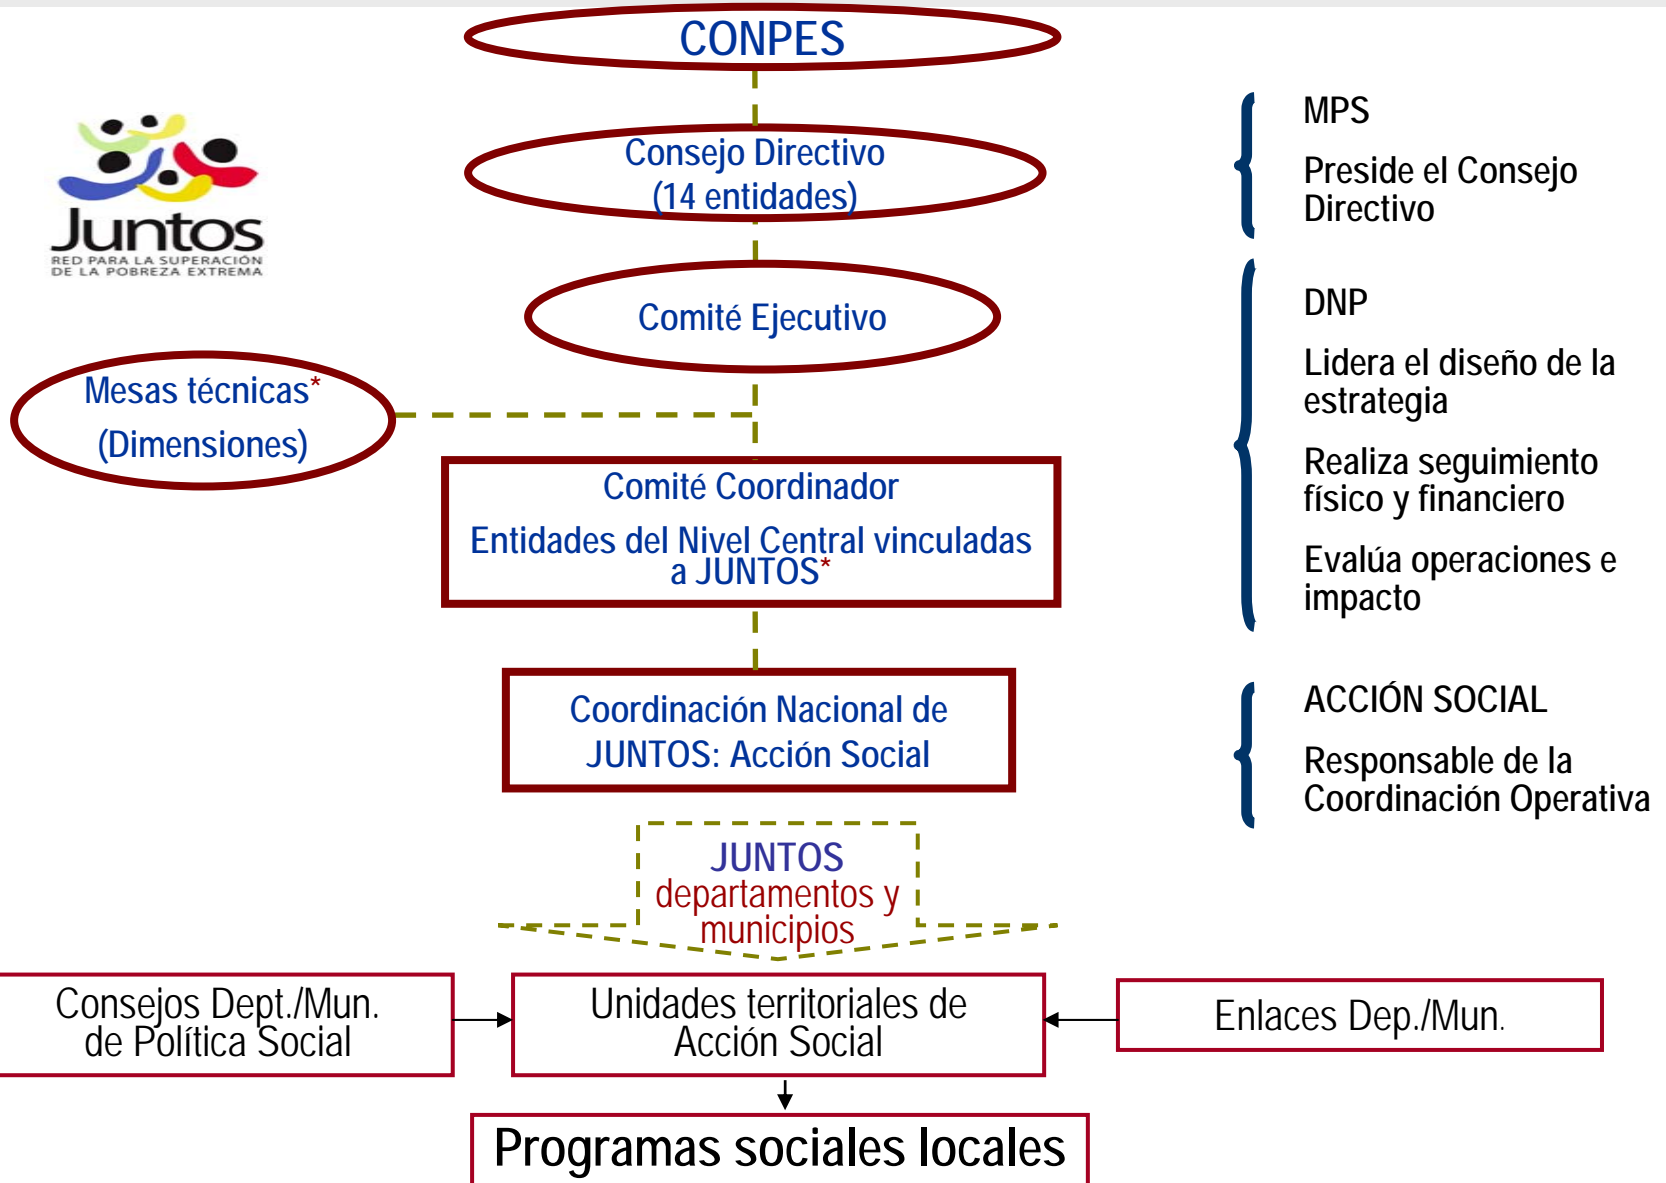 CONPES
Juntos
RED PARA LA SUPERACIÓN
DE LA POBREZA EXTREMA
Consejo Directivo
(14 entidades)
Comité Ejecutivo
Mesas técnicas*
(Dimensiones)
Comité Coordinador
Entidades del Nivel Central vinculadas
a JUNTOS*
Coordinación Nacional de
JUNTOS: Acción Social
JUNTOS
departamentos y
municipios
Consejos Dept./Mun.
de Política Social
Unidades territoriales de
Acción Social
Enlaces Dep./Mun.
Programas sociales locales
MPS
Preside el Consejo
Directivo
DNP
Lidera el diseño de la
estrategia
Realiza seguimiento
físico y financiero
Evalúa operaciones e
impacto
ACCIÓN SOCIAL
Responsable de la
Coordinación Operativa